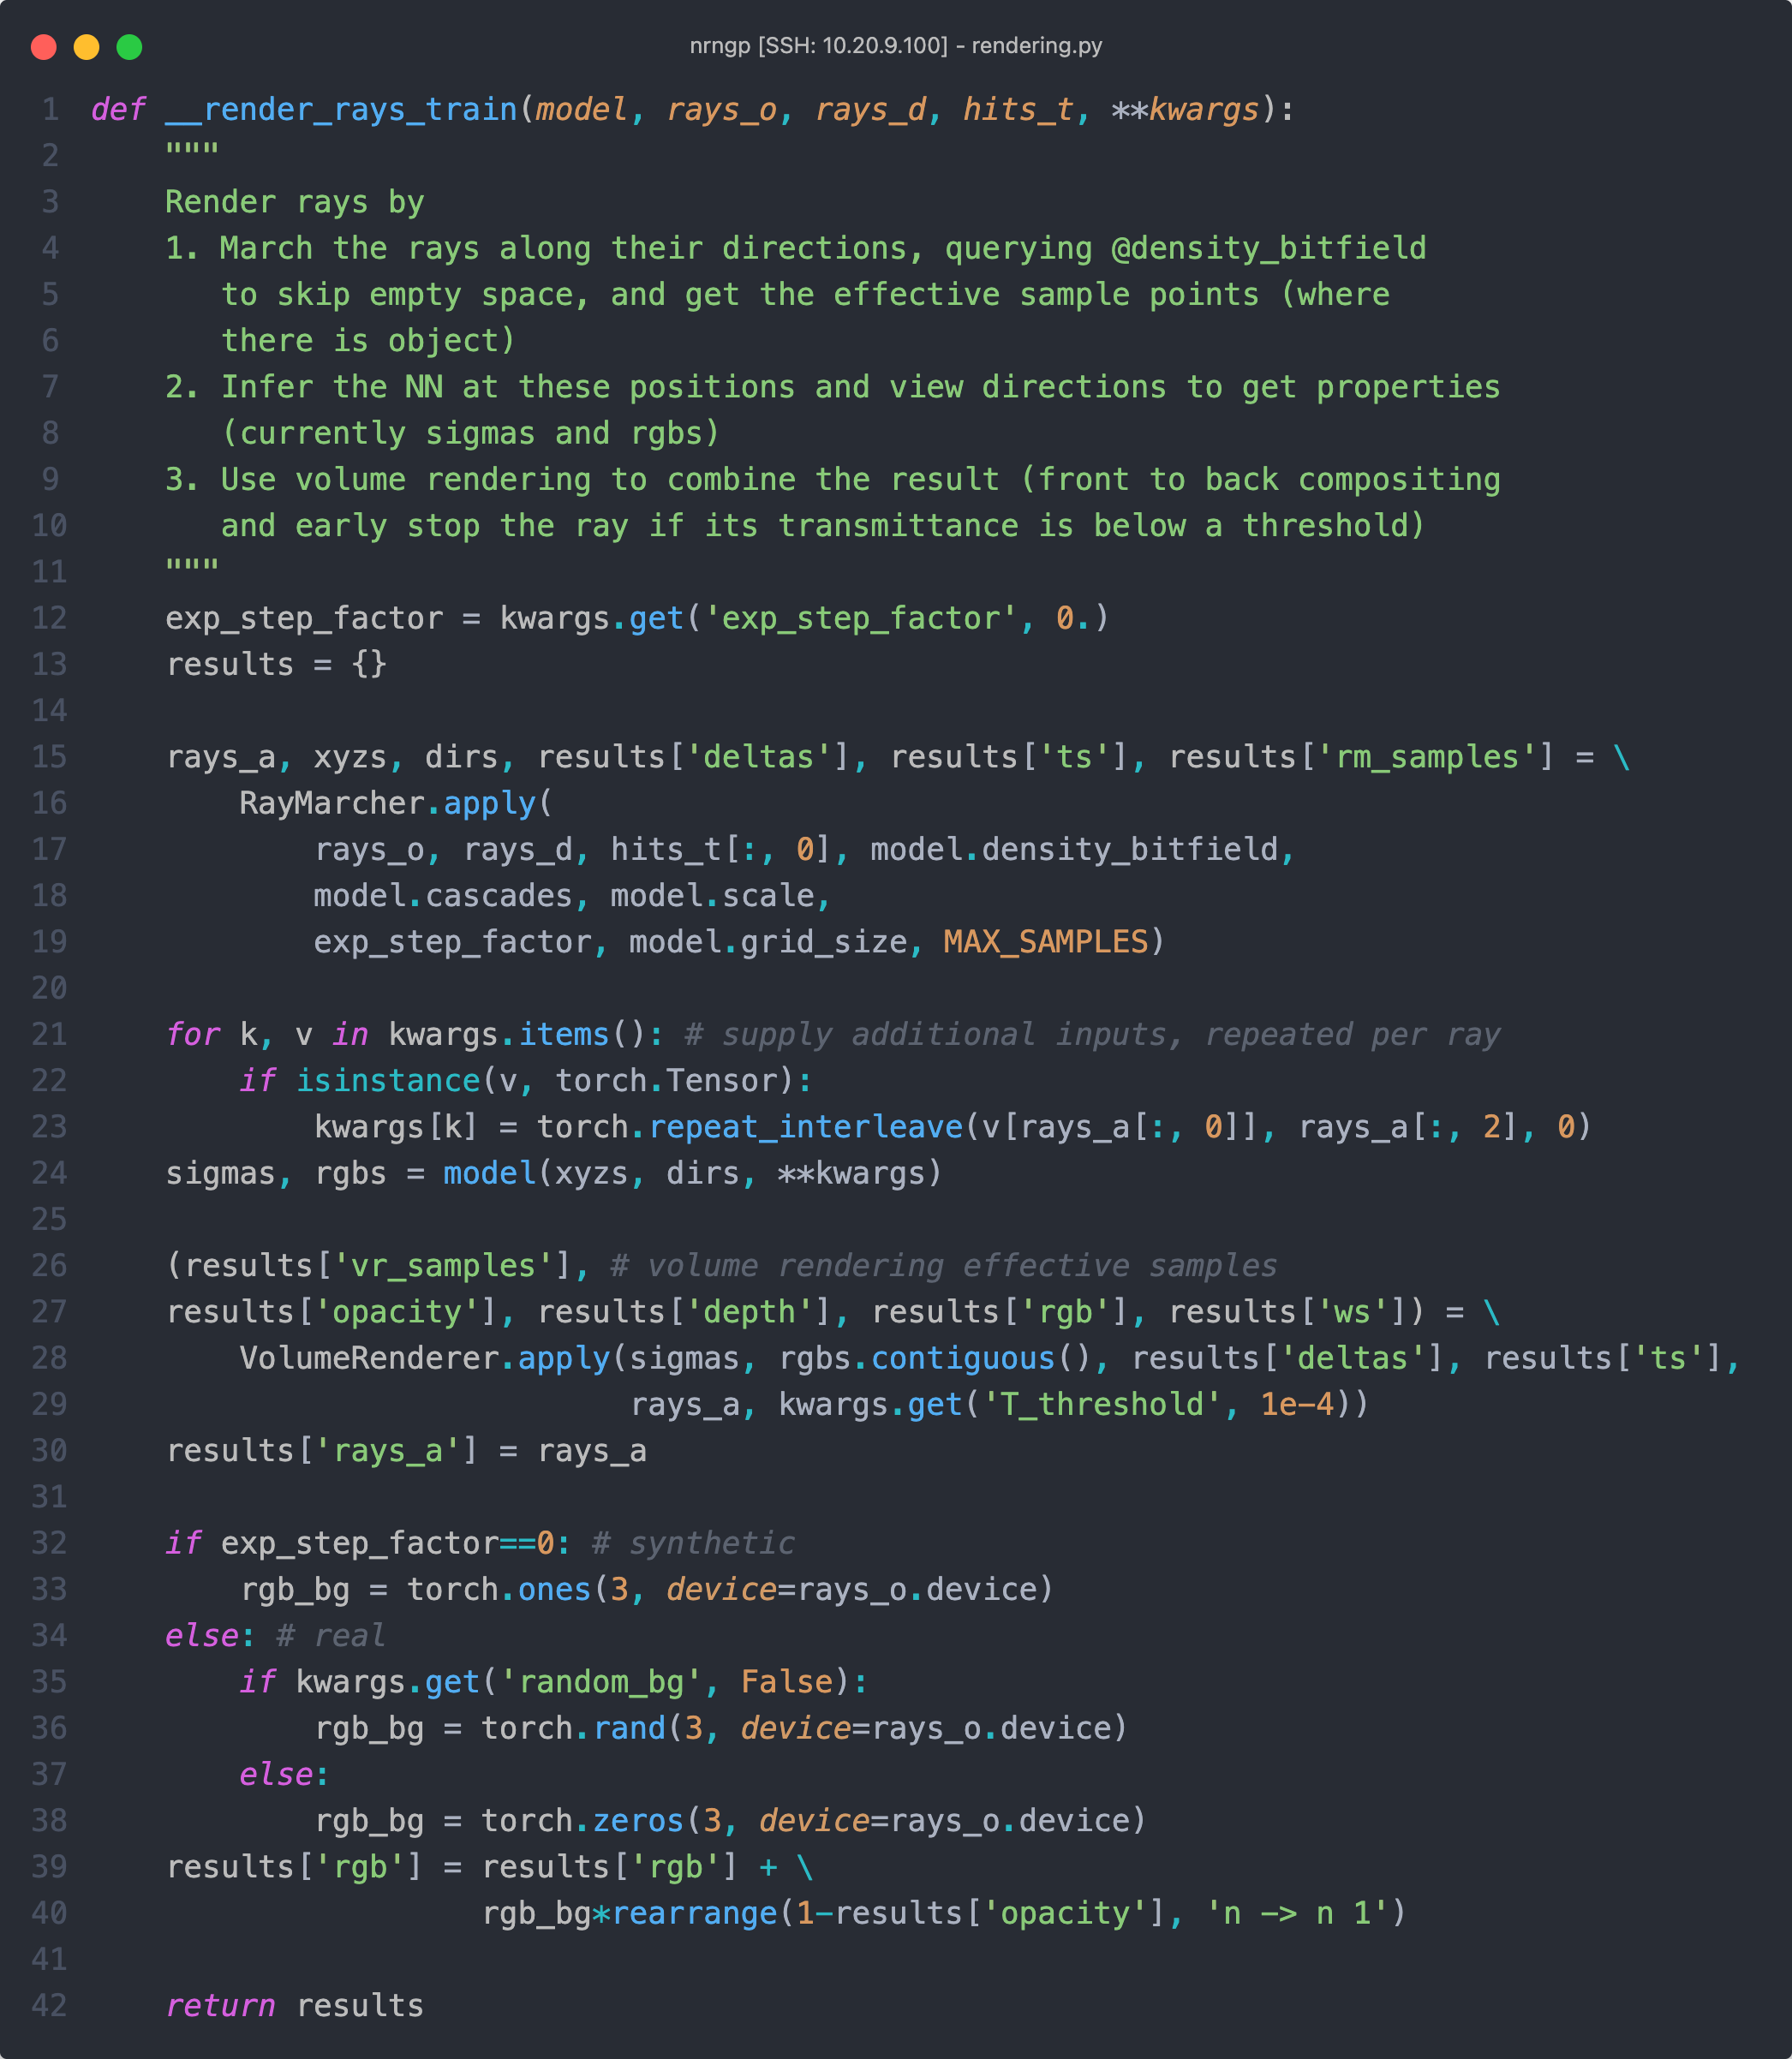 nrngp [SSH: 10.20.9.100] - rendering.py
1 def __render_rays_train(model, rays_o, rays_d, hits_t, **kwargs):
2     """
3     Render rays by
4     1. March the rays along their directions, querying @density_bitfield
5        to skip empty space, and get the effective sample points (where
6        there is object)
7     2. Infer the NN at these positions and view directions to get properties
8        (currently sigmas and rgbs)
9     3. Use volume rendering to combine the result (front to back compositing
10        and early stop the ray if its transmittance is below a threshold)
11     """
12     exp_step_factor = kwargs.get('exp_step_factor', 0.)
13     results = {}
14
15     rays_a, xyzs, dirs, results['deltas'], results['ts'], results['rm_samples'] = \
16         RayMarcher.apply(
17             rays_o, rays_d, hits_t[:, 0], model.density_bitfield,
18             model.cascades, model.scale,
19             exp_step_factor, model.grid_size, MAX_SAMPLES)
20
21     for k, v in kwargs.items(): # supply additional inputs, repeated per ray
22         if isinstance(v, torch.Tensor):
23             kwargs[k] = torch.repeat_interleave(v[rays_a[:, 0]], rays_a[:, 2], 0)
24     sigmas, rgbs = model(xyzs, dirs, **kwargs)
25
26     (results['vr_samples'], # volume rendering effective samples
27     results['opacity'], results['depth'], results['rgb'], results['ws']) = \
28         VolumeRenderer.apply(sigmas, rgbs.contiguous(), results['deltas'], results['ts'],
29                              rays_a, kwargs.get('T_threshold', 1e-4))
30     results['rays_a'] = rays_a
31
32     if exp_step_factor==0: # synthetic
33         rgb_bg = torch.ones(3, device=rays_o.device)
34     else: # real
35         if kwargs.get('random_bg', False):
36             rgb_bg = torch.rand(3, device=rays_o.device)
37         else:
38             rgb_bg = torch.zeros(3, device=rays_o.device)
39     results['rgb'] = results['rgb'] + \
40                      rgb_bg*rearrange(1-results['opacity'], 'n -> n 1')
41
42     return results